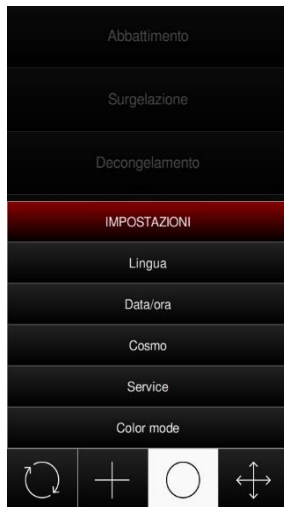 Abbattimento
Surgelazione
Decongelamento
IMPOSTAZIONI
Lingua
Data/ora
Cosmo
Service
Color mode